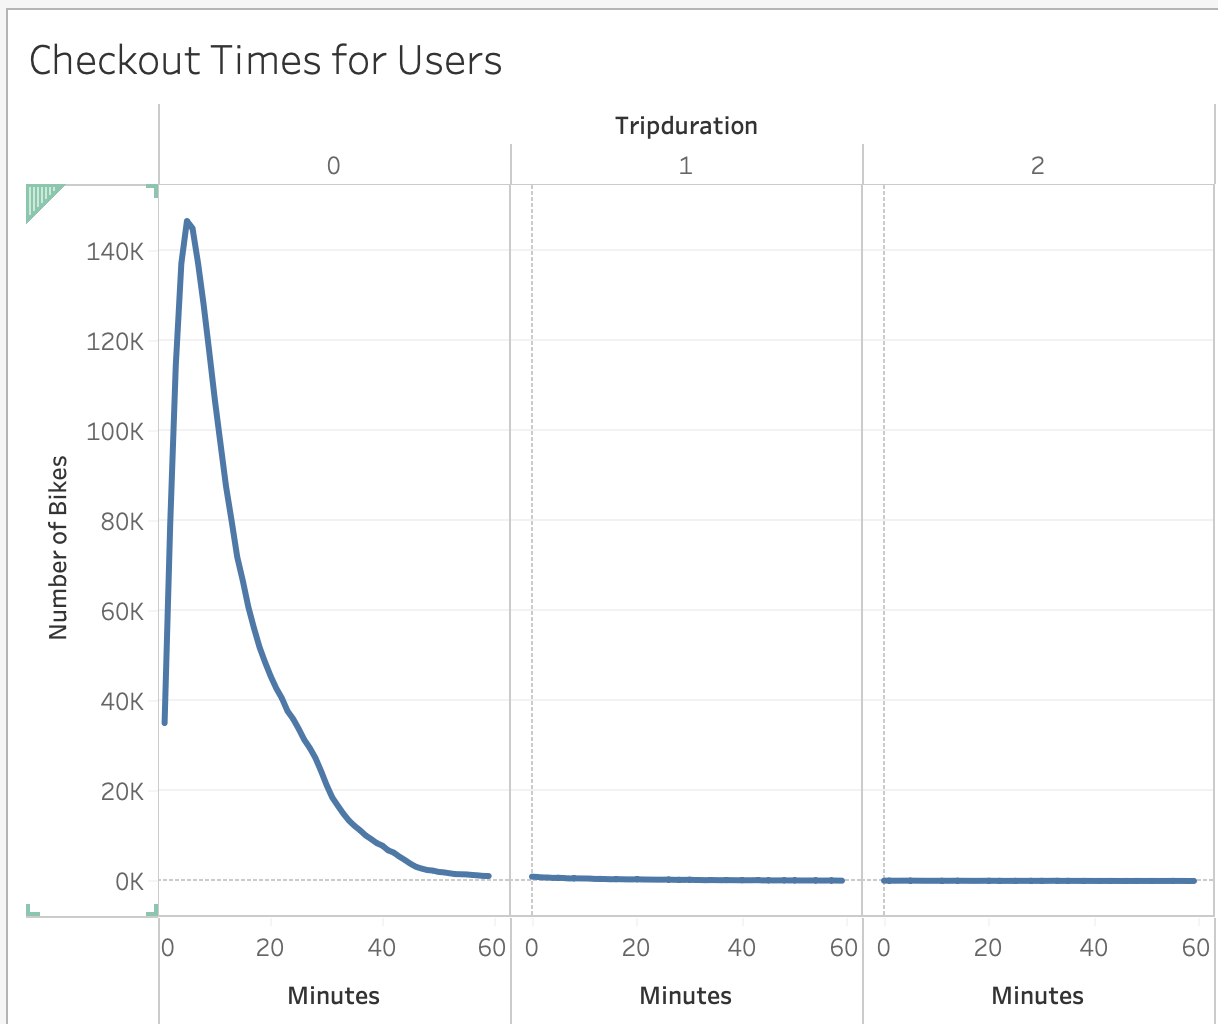 Checkout Times for Users
Tripduration
0 1 2
140K
120K
100K
80K
60K
40K
20K
0K
Number of Bikes
0 20 40 60 0 20 40 60 0 20 40 60
Minutes Minutes Minutes